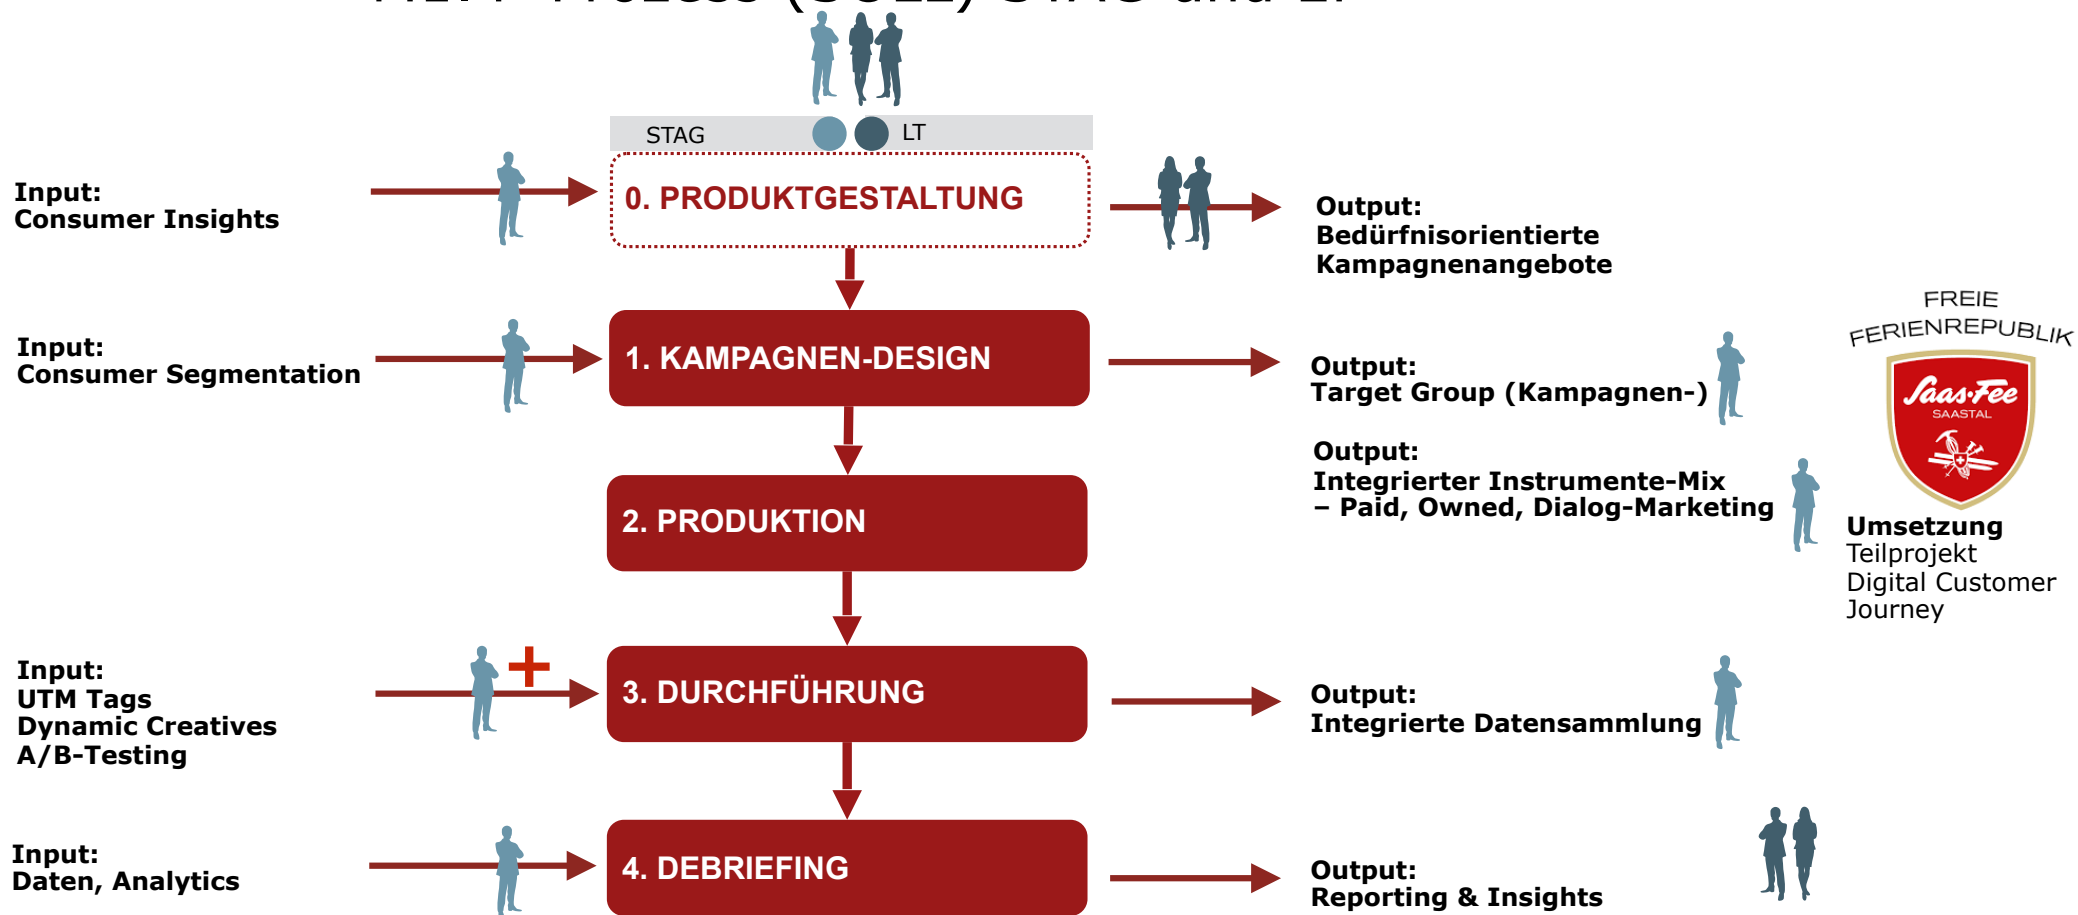 STAG
LT
Input:
Consumer Insights
0. PRODUKTGESTALTUNG
Output:
Bedürfnisorientierte
Kampagnenangebote
Input:
Consumer Segmentation
1. KAMPAGNEN-DESIGN
Output:
Target Group (Kampagnen-)
Output:
Integrierter Instrumente-Mix
– Paid, Owned, Dialog-Marketing
2. PRODUKTION
FREIE
FERIENREPUBLIK
Saas-Fee
SAASTAL
Umsetzung
Teilprojekt
Digital Customer
Journey
Input:
UTM Tags
Dynamic Creatives
A/B-Testing
3. DURCHFÜHRUNG
Output:
Integrierte Datensammlung
Input:
Daten, Analytics
4. DEBRIEFING
Output:
Reporting & Insights